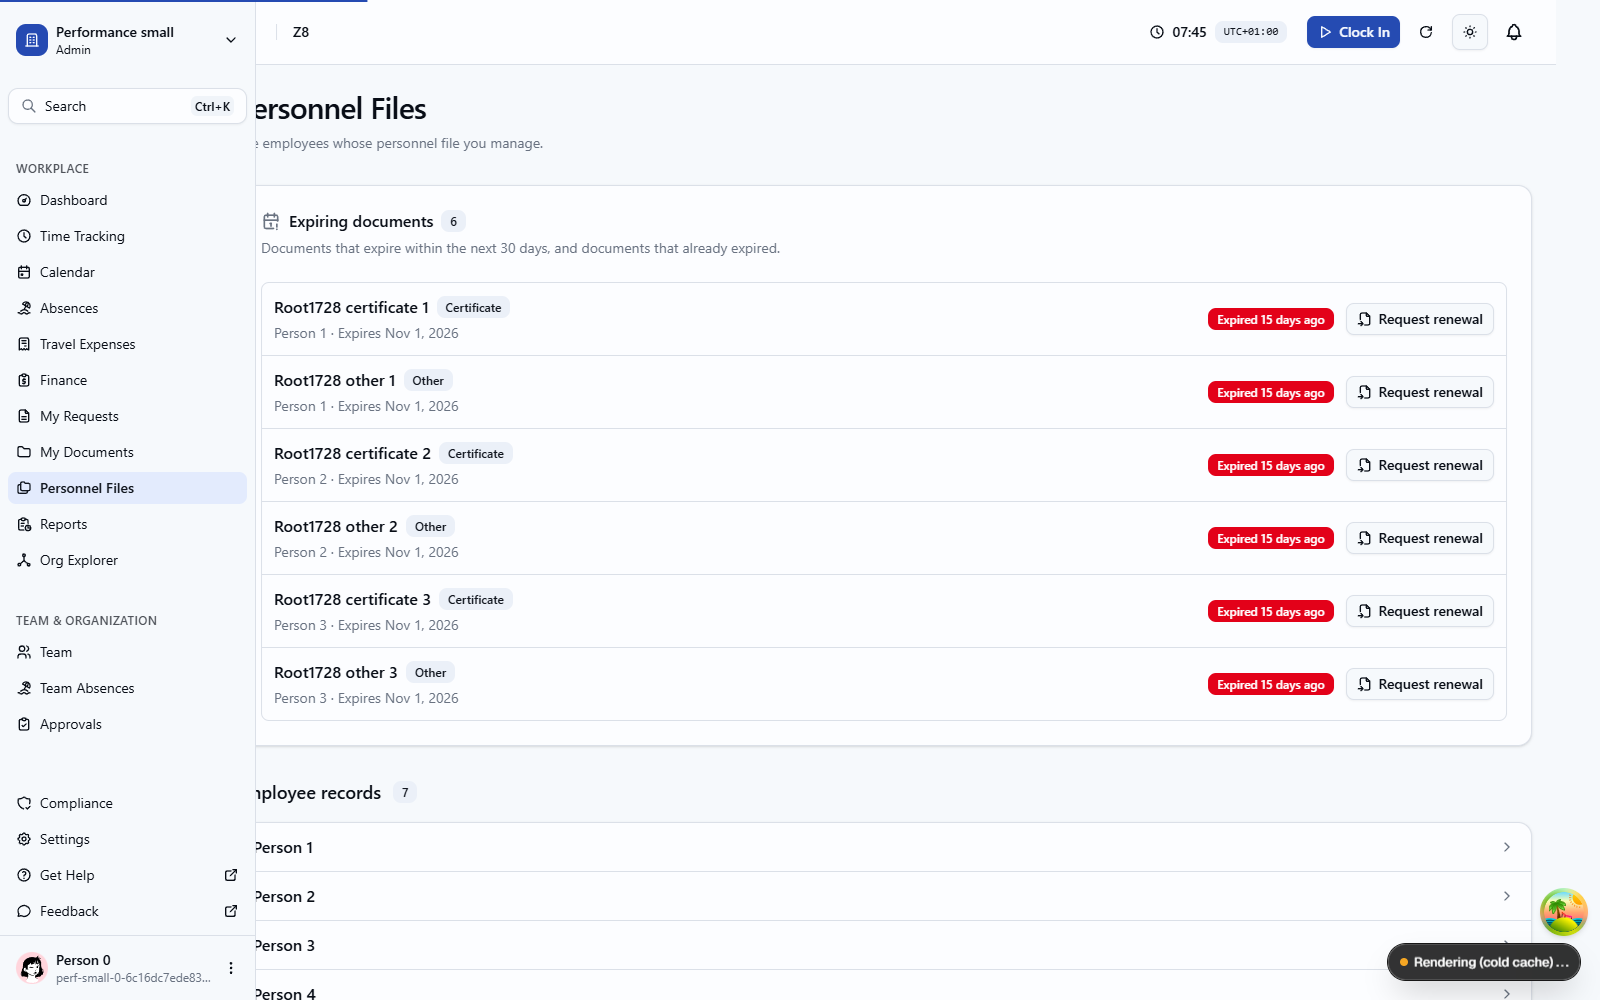 Performance small
Admin
Search
Ctrl+K
WORKPLACE
Dashboard
Time Tracking
Calendar
Absences
Travel Expenses
Finance
My Requests
My Documents
Personnel Files
Reports
Org Explorer
TEAM & ORGANIZATION
Team
Team Absences
Approvals
Compliance
Settings
Get Help
Feedback
Person 0
perf-small-0-6c16dc7ede83...
Z8
07:45
UTC+01:00
Clock In
ersonnel Files
e employees whose personnel file you manage.
Expiring documents 6
Documents that expire within the next 30 days, and documents that already expired.
Root1728 certificate 1 Certificate
Person 1 · Expires Nov 1, 2026
Expired 15 days ago
Request renewal
Root1728 other 1 Other
Person 1 · Expires Nov 1, 2026
Expired 15 days ago
Request renewal
Root1728 certificate 2 Certificate
Person 2 · Expires Nov 1, 2026
Expired 15 days ago
Request renewal
Root1728 other 2 Other
Person 2 · Expires Nov 1, 2026
Expired 15 days ago
Request renewal
Root1728 certificate 3 Certificate
Person 3 · Expires Nov 1, 2026
Expired 15 days ago
Request renewal
Root1728 other 3 Other
Person 3 · Expires Nov 1, 2026
Expired 15 days ago
Request renewal
nployee records 7
Person 1
Person 2
Person 3
Person 4
Rendering (cold cache)...